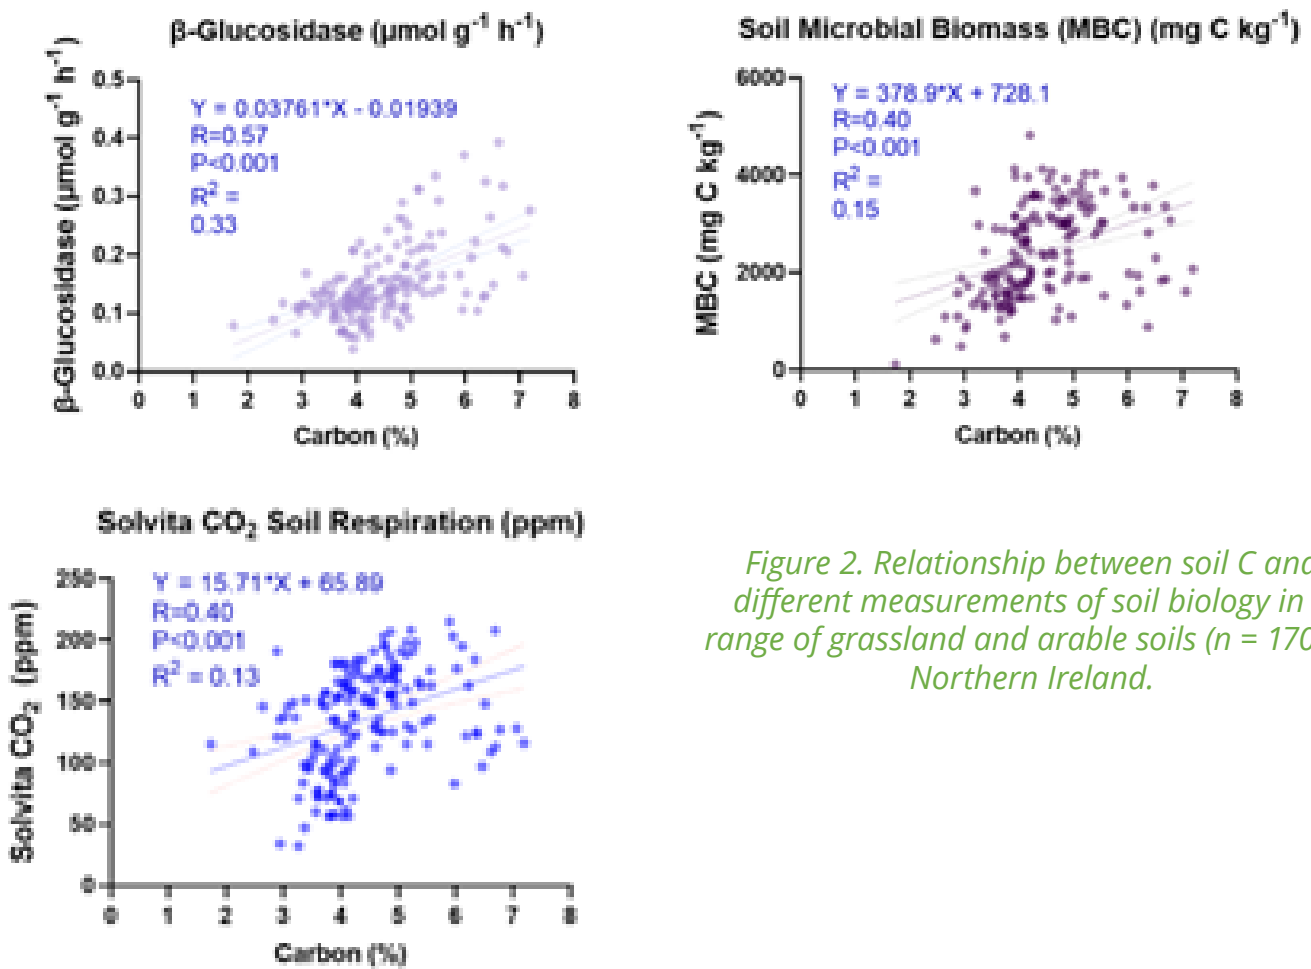 β-Glucosidase (μmol g⁻¹ h⁻¹)
β-Glucosidase (μmol g⁻¹ h⁻¹)
0.5
0.4
0.3
0.2
0.1
0.0
Y = 0.03761*X - 0.01939
R=0.57
P<0.001
R² =
0.33
0 1 2 3 4 5 6 7 8
Carbon (%)
Soil Microbial Biomass (MBC) (mg C kg⁻¹)
MBC (mg C kg⁻¹)
6000
4000
2000
0
Y = 378.9*X + 728.1
R=0.40
P<0.001
R² =
0.15
0 1 2 3 4 5 6 7 8
Carbon (%)
Solvita CO₂ Soil Respiration (ppm)
Solvita CO₂ (ppm)
250
200
150
100
50
0
Y = 15.71*X + 65.89
R=0.40
P<0.001
R² = 0.13
0 1 2 3 4 5 6 7 8
Carbon (%)
Figure 2. Relationship between soil C and
different measurements of soil biology in
range of grassland and arable soils (n = 170
Northern Ireland.